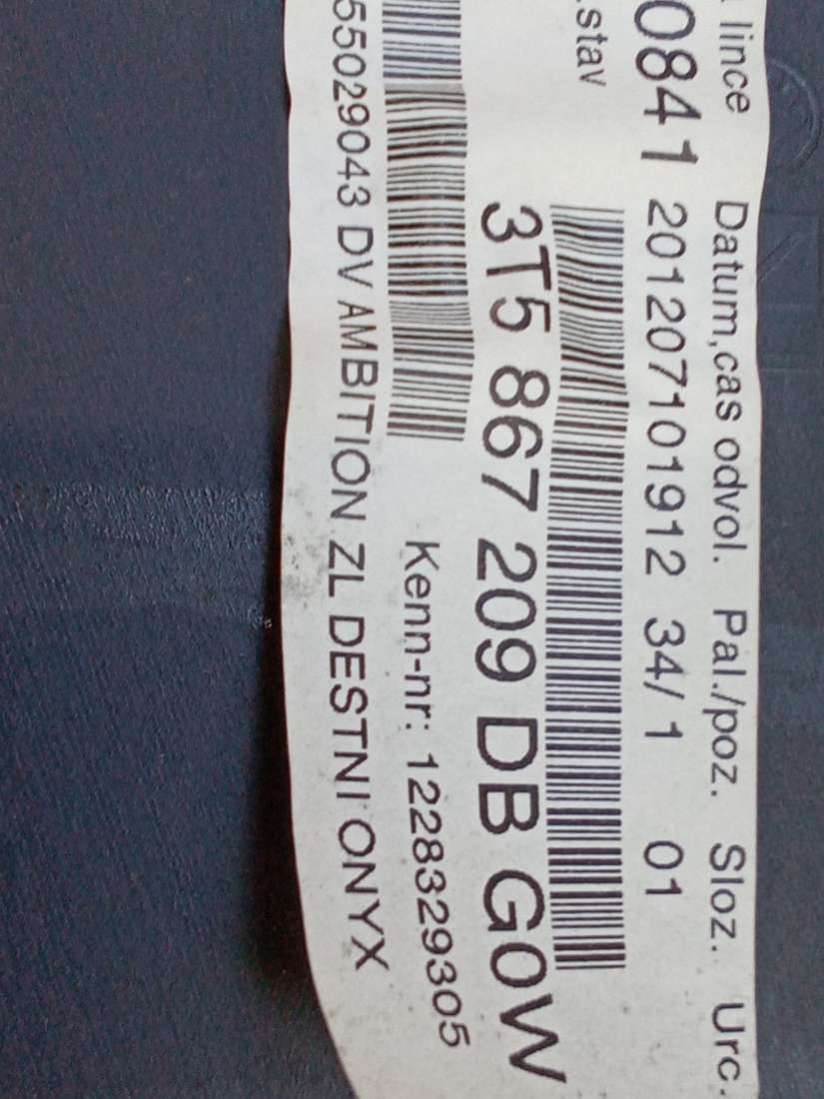 lince Datum,cas odvol. Pal./poz. Sloz. Urc.
0841 201207101912 34/1 01
.stav
3T5 867 209 DB G0W
Kenn-nr: 1228329305
55029043 DV AMBITION ZL DESTNI ONYX